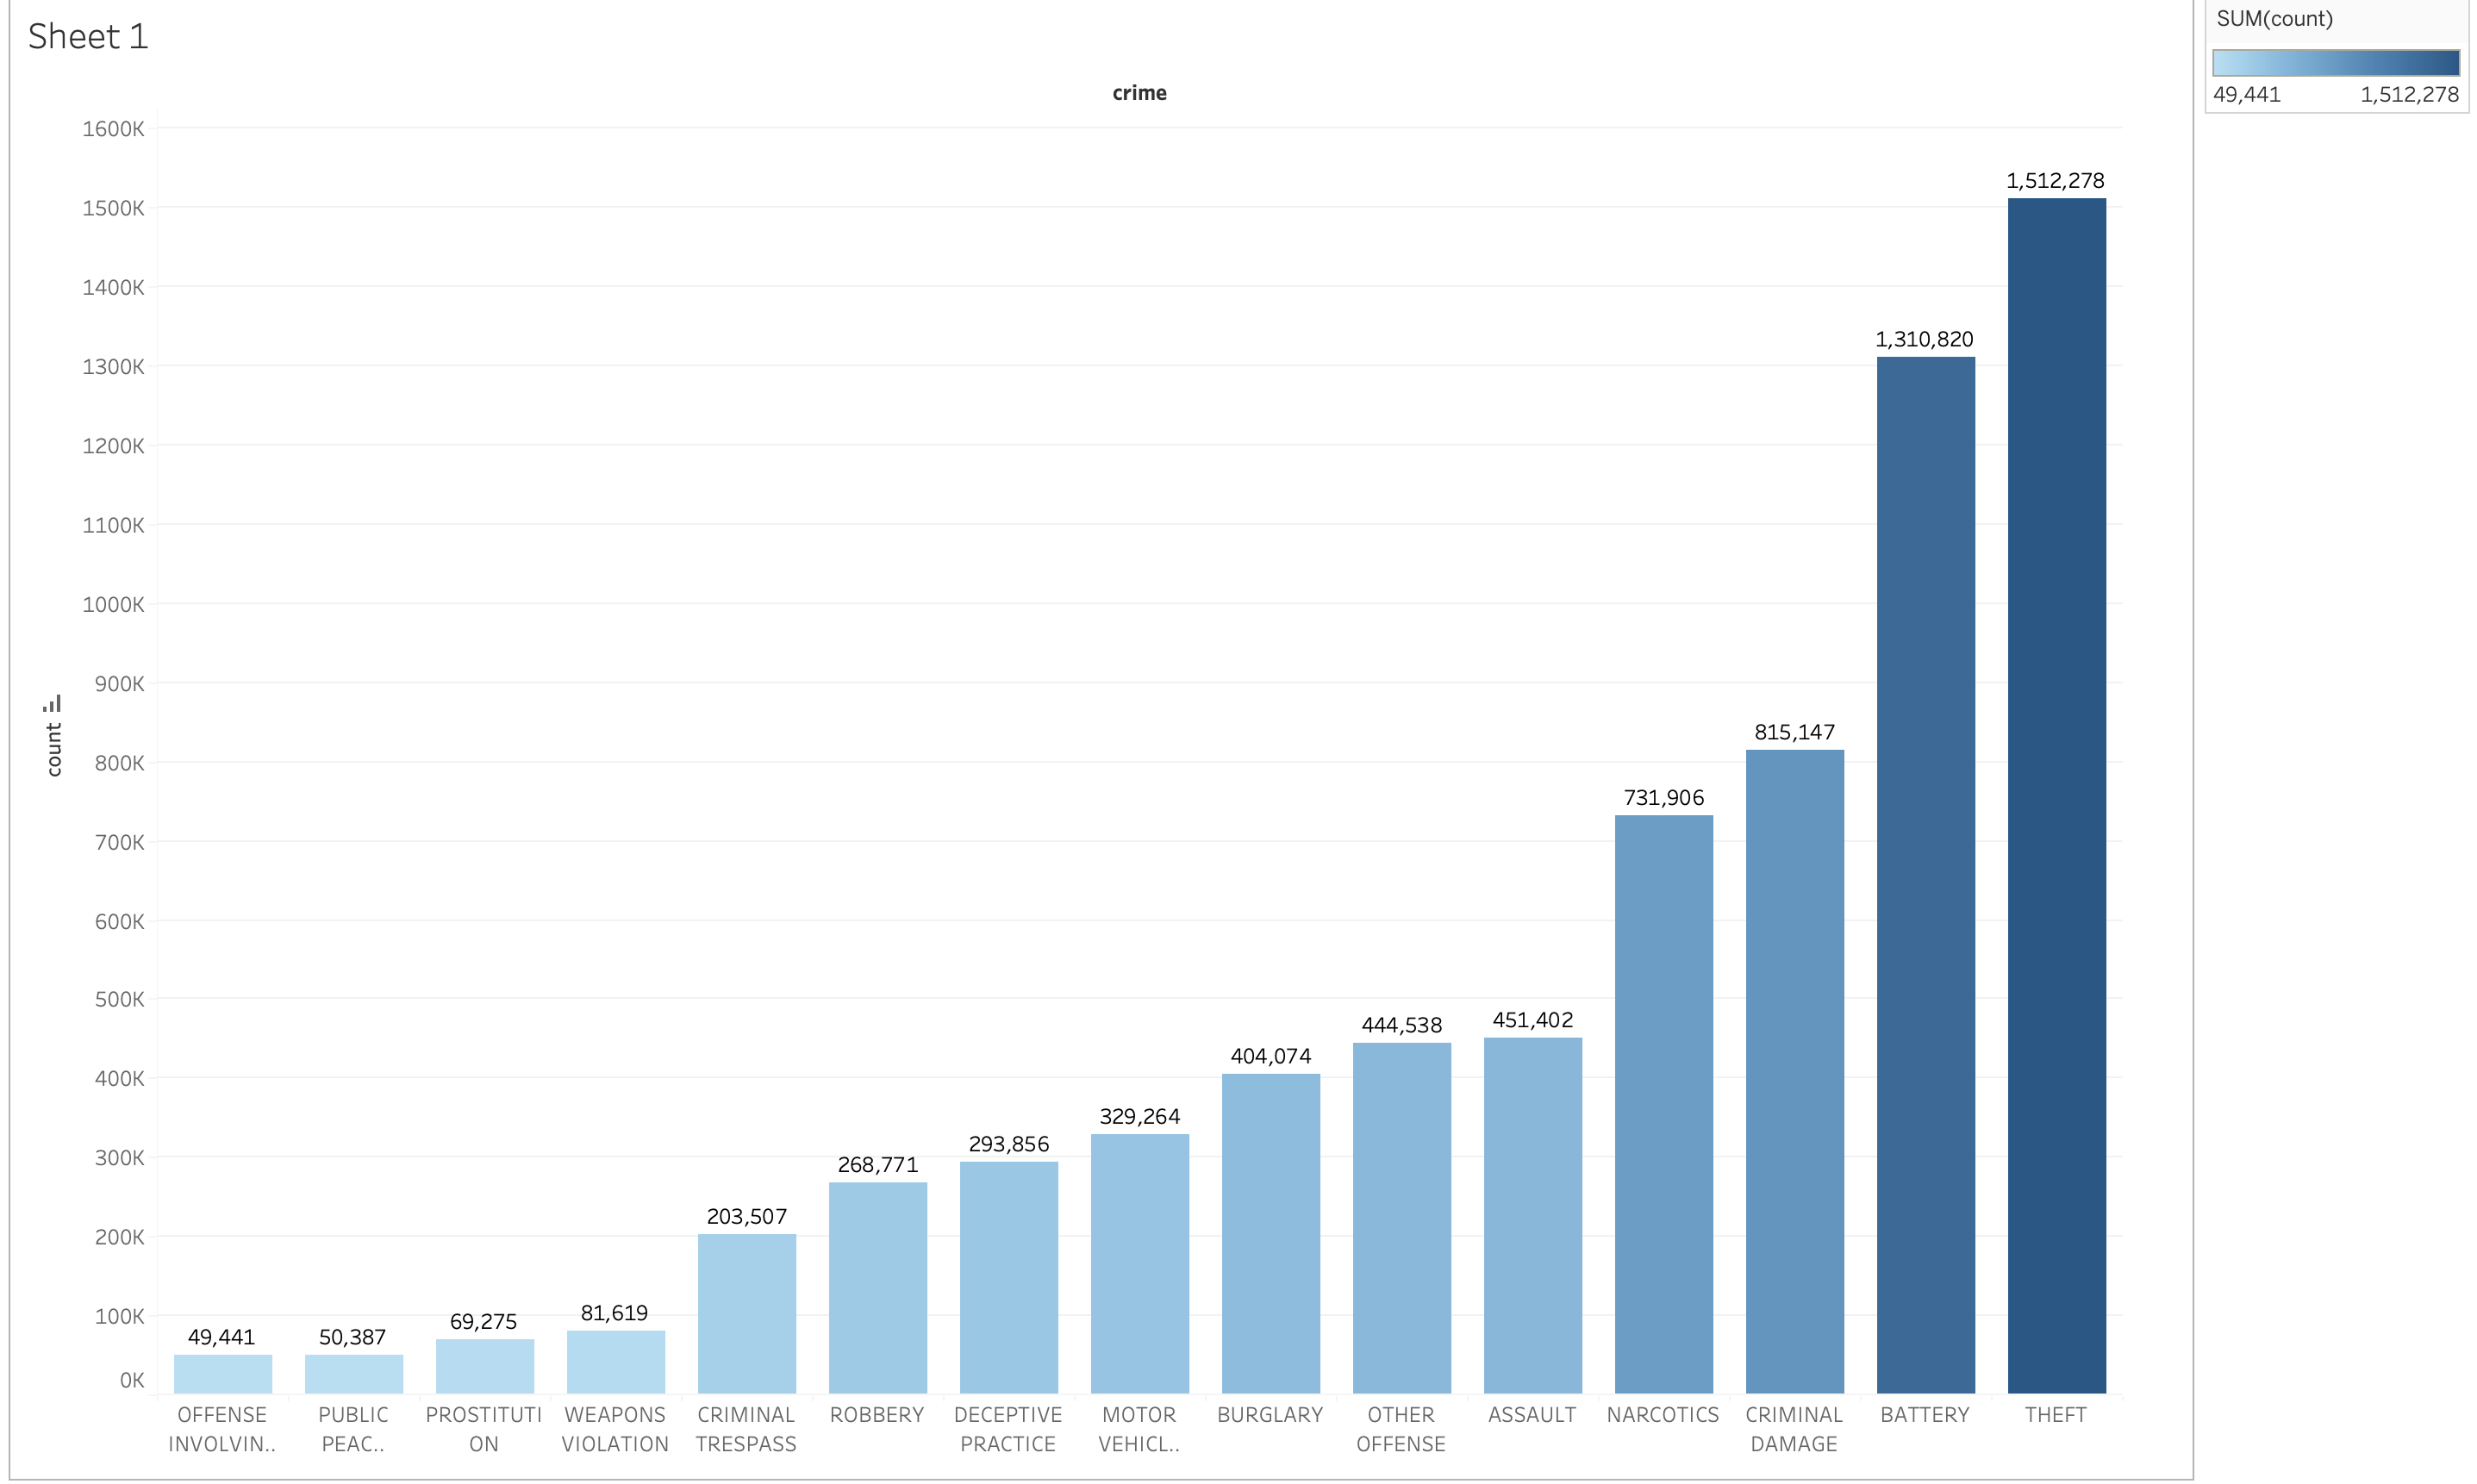 Sheet 1
SUM(count)
49,441 1,512,278
crime
1600K
1500K
1400K
1300K
1200K
1100K
1000K
900K
800K
700K
600K
500K
400K
300K
200K
100K
0K
count
49,441
50,387
69,275
81,619
203,507
268,771
293,856
329,264
404,074
444,538
451,402
731,906
815,147
1,310,820
1,512,278
OFFENSE
INVOLVIN..
PUBLIC
PEAC..
PROSTITUTI
ON
WEAPONS
VIOLATION
CRIMINAL
TRESPASS
ROBBERY
DECEPTIVE
PRACTICE
MOTOR
VEHICL..
BURGLARY
OTHER
OFFENSE
ASSAULT
NARCOTICS
CRIMINAL
DAMAGE
BATTERY
THEFT